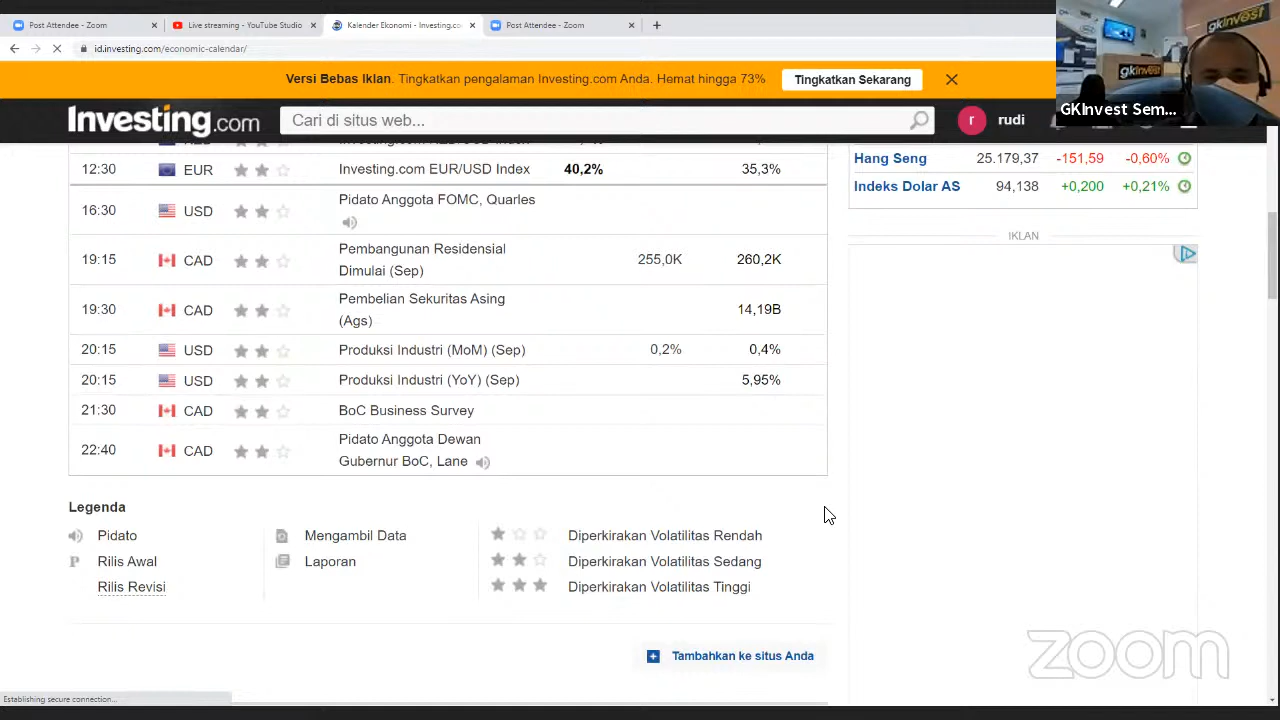 Post Attendee - Zoom
Live streaming - YouTube Studio
Kalender Ekonomi - Investing.co
Post Attendee - Zoom
id.investing.com/economic-calendar/
Versi Bebas Iklan. Tingkatkan pengalaman Investing.com Anda. Hemat hingga 73%
Tingkatkan Sekarang
gkinvest
gkinvest
GKInvest Sem...
Investing.com
Cari di situs web...
r
rudi
12:30 EUR Investing.com EUR/USD Index 40,2% 35,3%
16:30 USD Pidato Anggota FOMC, Quarles
19:15 CAD Pembangunan Residensial
Dimulai (Sep) 255,0K 260,2K
19:30 CAD Pembelian Sekuritas Asing
(Ags) 14,19B
20:15 USD Produksi Industri (MoM) (Sep) 0,2% 0,4%
20:15 USD Produksi Industri (YoY) (Sep) 5,95%
21:30 CAD BoC Business Survey
22:40 CAD Pidato Anggota Dewan
Gubernur BoC, Lane
Hang Seng 25.179,37 -151,59 -0,60%
Indeks Dolar AS 94,138 +0,200 +0,21%
IKLAN
Legenda
Pidato
Mengambil Data
Diperkirakan Volatilitas Rendah
P Rilis Awal
Laporan
Diperkirakan Volatilitas Sedang
Rilis Revisi
Diperkirakan Volatilitas Tinggi
Tambahkan ke situs Anda
zoom
Establishing secure connection...